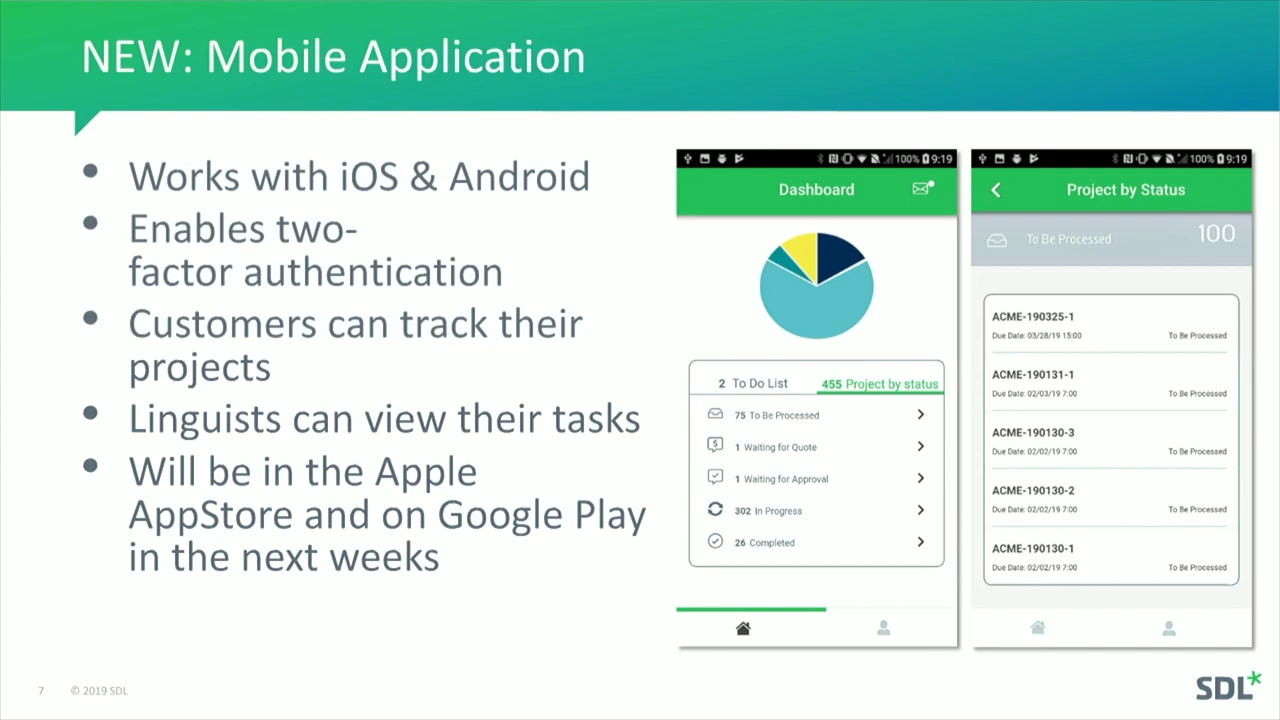 NEW: Mobile Application
• Works with iOS & Android
• Enables two-
factor authentication
• Customers can track their
projects
• Linguists can view their tasks
• Will be in the Apple
AppStore and on Google Play
in the next weeks
100% 9:19
Dashboard
2 To Do List 455 Project by status
75 To Be Processed
1 Waiting for Quote
1 Waiting for Approval
302 In Progress
26 Completed
100% 9:19
Project by Status
To Be Processed 100
ACME-190325-1
Due Date: 03/28/19 15:00 To Be Processed
ACME-190131-1
Due Date: 02/03/19 7:00 To Be Processed
ACME-190130-3
Due Date: 02/02/19 7:00 To Be Processed
ACME-190130-2
Due Date: 02/02/19 7:00 To Be Processed
ACME-190130-1
Due Date: 02/02/19 7:00 To Be Processed
7 © 2019 SDL
SDL*